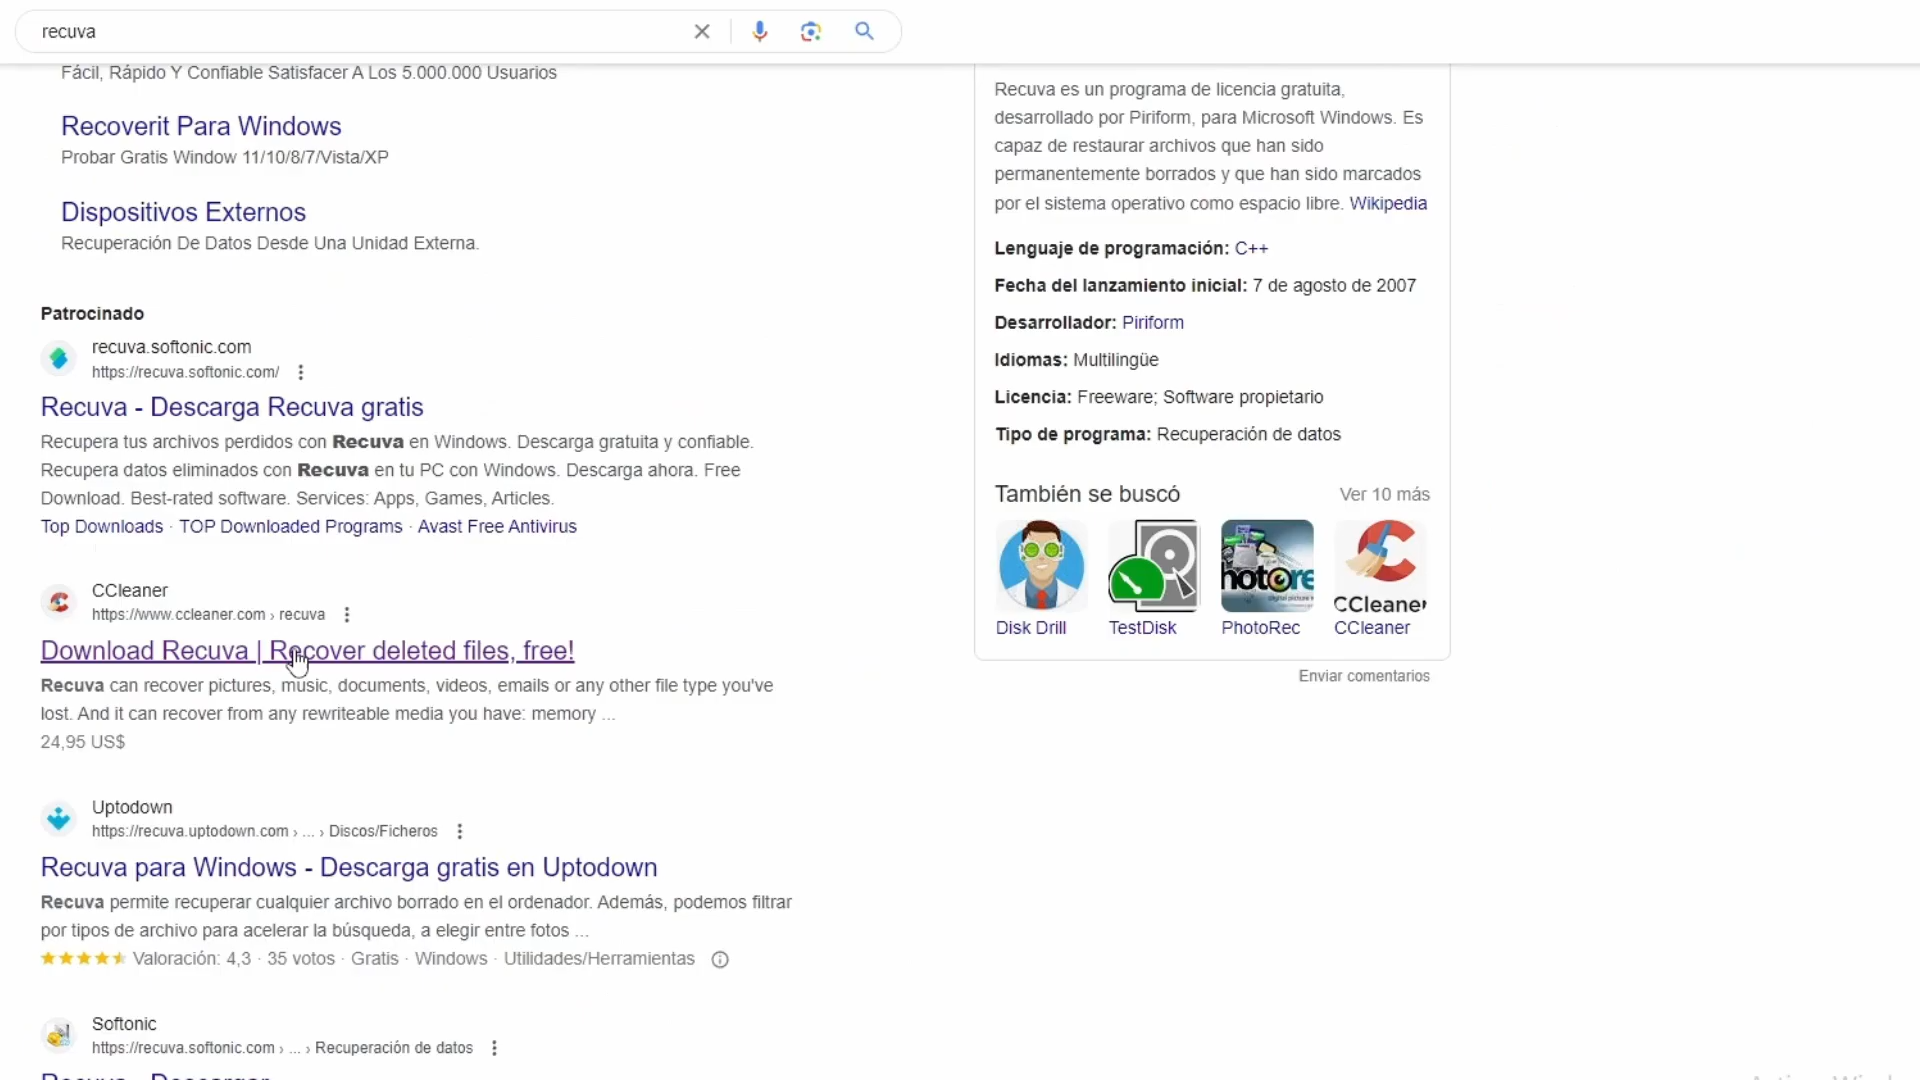 recuva
Fácil, Rápido Y Confiable Satisfacer A Los 5.000.000 Usuarios
Recoverit Para Windows
Probar Gratis Window 11/10/8/7/Vista/XP
Dispositivos Externos
Recuperación De Datos Desde Una Unidad Externa.
Patrocinado
recuva.softonic.com
https://recuva.softonic.com/
Recuva - Descarga Recuva gratis
Recupera tus archivos perdidos con Recuva en Windows. Descarga gratuita y confiable.
Recupera datos eliminados con Recuva en tu PC con Windows. Descarga ahora. Free
Download. Best-rated software. Services: Apps, Games, Articles.
Top Downloads · TOP Downloaded Programs · Avast Free Antivirus
CCleaner
https://www.ccleaner.com › recuva
Download Recuva | Recover deleted files, free!
Recuva can recover pictures, music, documents, videos, emails or any other file type you've
lost. And it can recover from any rewriteable media you have: memory ...
24,95 US$
Uptodown
https://recuva.uptodown.com › ... › Discos/Ficheros
Recuva para Windows - Descarga gratis en Uptodown
Recuva permite recuperar cualquier archivo borrado en el ordenador. Además, podemos filtrar
por tipos de archivo para acelerar la búsqueda, a elegir entre fotos ...
Valoración: 4,3 · 35 votos · Gratis · Windows · Utilidades/Herramientas
Softonic
https://recuva.softonic.com › ... › Recuperación de datos
Recuva - Descargar
Recuva es un programa de licencia gratuita,
desarrollado por Piriform, para Microsoft Windows. Es
capaz de restaurar archivos que han sido
permanentemente borrados y que han sido marcados
por el sistema operativo como espacio libre. Wikipedia
Lenguaje de programación: C++
Fecha del lanzamiento inicial: 7 de agosto de 2007
Desarrollador: Piriform
Idiomas: Multilingüe
Licencia: Freeware; Software propietario
Tipo de programa: Recuperación de datos
También se buscó
Ver 10 más
CCleaner
Disk Drill
TestDisk
PhotoRec
CCleaner
Enviar comentarios